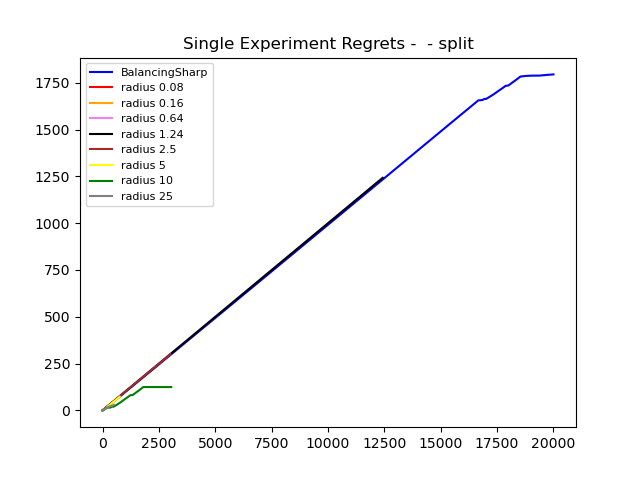 Single Experiment Regrets -  - split
BalancingSharp
radius 0.08
radius 0.16
radius 0.64
radius 1.24
radius 2.5
radius 5
radius 10
radius 25
1750
1500
1250
1000
750
500
250
0
0 2500 5000 7500 10000 12500 15000 17500 20000